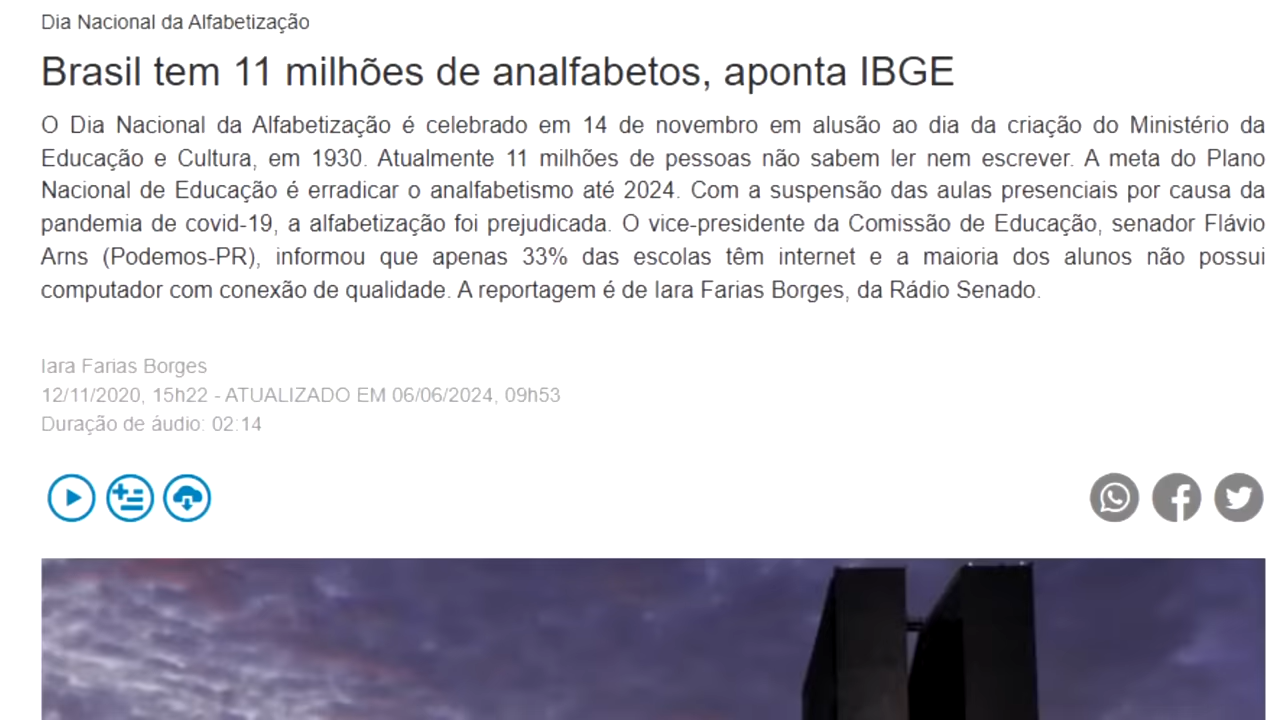 Dia Nacional da Alfabetização
Brasil tem 11 milhões de analfabetos, aponta IBGE
O Dia Nacional da Alfabetização é celebrado em 14 de novembro em alusão ao dia da criação do Ministério da
Educação e Cultura, em 1930. Atualmente 11 milhões de pessoas não sabem ler nem escrever. A meta do Plano
Nacional de Educação é erradicar o analfabetismo até 2024. Com a suspensão das aulas presenciais por causa da
pandemia de covid-19, a alfabetização foi prejudicada. O vice-presidente da Comissão de Educação, senador Flávio
Arns (Podemos-PR), informou que apenas 33% das escolas têm internet e a maioria dos alunos não possui
computador com conexão de qualidade. A reportagem é de Iara Farias Borges, da Rádio Senado.
Iara Farias Borges
12/11/2020, 15h22 - ATUALIZADO EM 06/06/2024, 09h53
Duração de áudio: 02:14